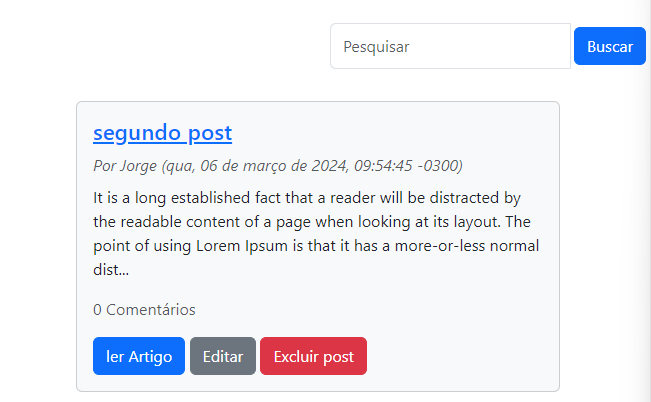 Pesquisar
Buscar
segundo post
Por Jorge (qua, 06 de março de 2024, 09:54:45 -0300)
It is a long established fact that a reader will be distracted by
the readable content of a page when looking at its layout. The
point of using Lorem Ipsum is that it has a more-or-less normal
dist...
0 Comentários
ler Artigo
Editar
Excluir post